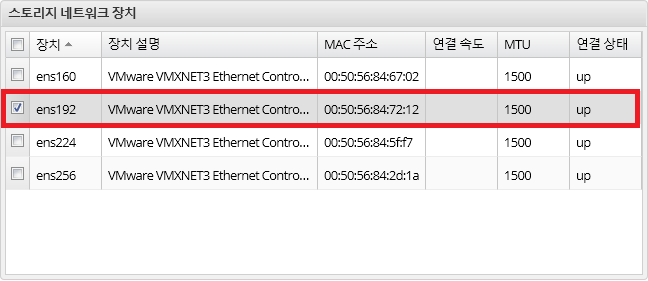 스토리지 네트워크 장치
장치 장치 설명 MAC 주소 연결 속도 MTU 연결 상태
ens160 VMware VMXNET3 Ethernet Contro... 00:50:56:84:67:02 1500 up
ens192 VMware VMXNET3 Ethernet Contro... 00:50:56:84:72:12 1500 up
ens224 VMware VMXNET3 Ethernet Contro... 00:50:56:84:5f:f7 1500 up
ens256 VMware VMXNET3 Ethernet Contro... 00:50:56:84:2d:1a 1500 up